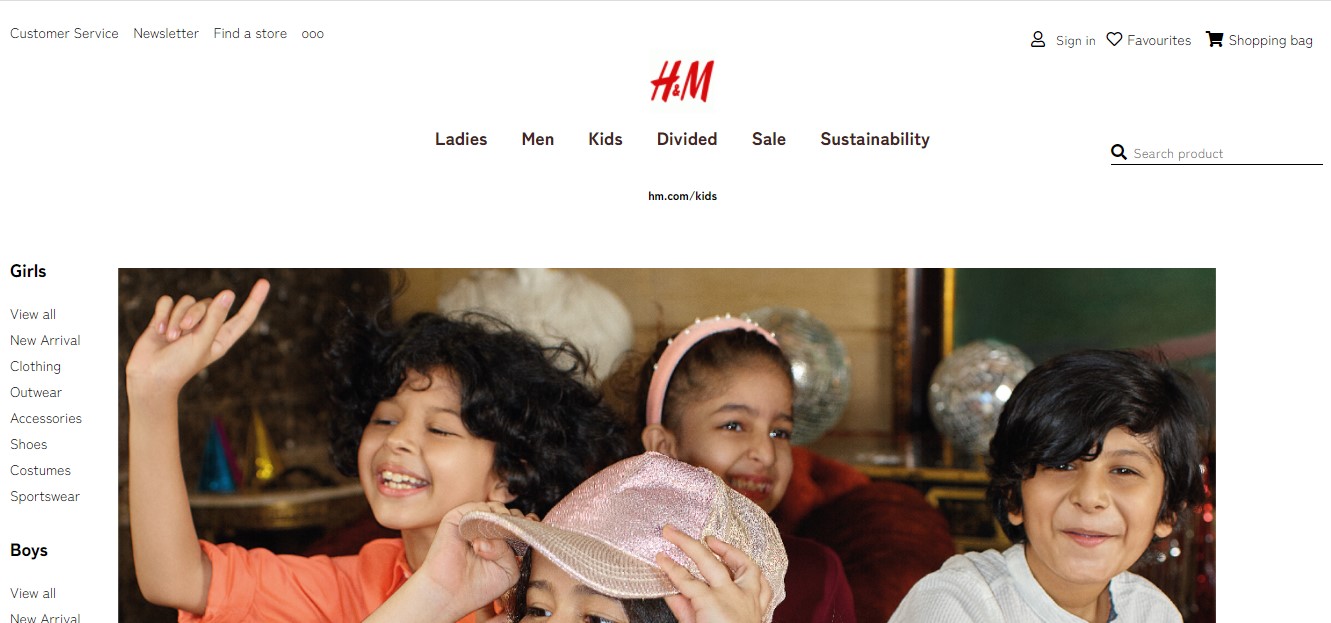 Customer Service Newsletter Find a store ooo
Sign in Favourites Shopping bag
H&M
Ladies Men Kids Divided Sale Sustainability
Search product
hm.com/kids
Girls
View all
New Arrival
Clothing
Outwear
Accessories
Shoes
Costumes
Sportswear
Boys
View all
New Arrival